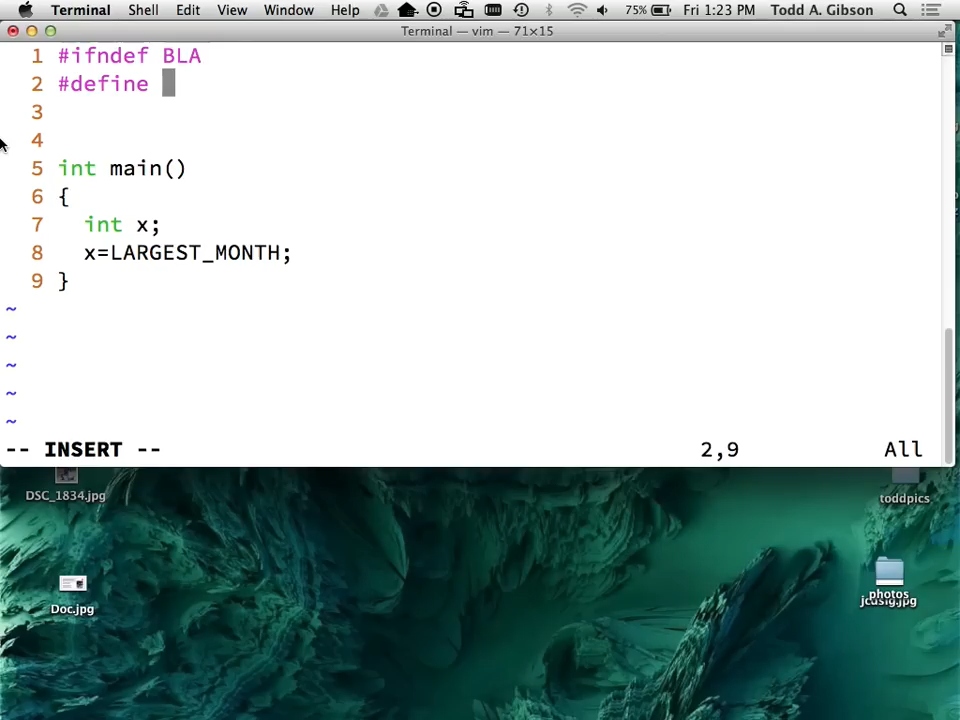 Terminal Shell Edit View Window Help 75% Fri 1:23 PM Todd A. Gibson
Terminal — vim — 71×15
1 #ifndef BLA
2 #define
3
4
5 int main()
6 {
7 int x;
8 x=LARGEST_MONTH;
9 }
~
~
~
~
~
-- INSERT -- 2,9 All
DSC_1834.jpg
toddpics
Doc.jpg
photos
jcdsig.jpg